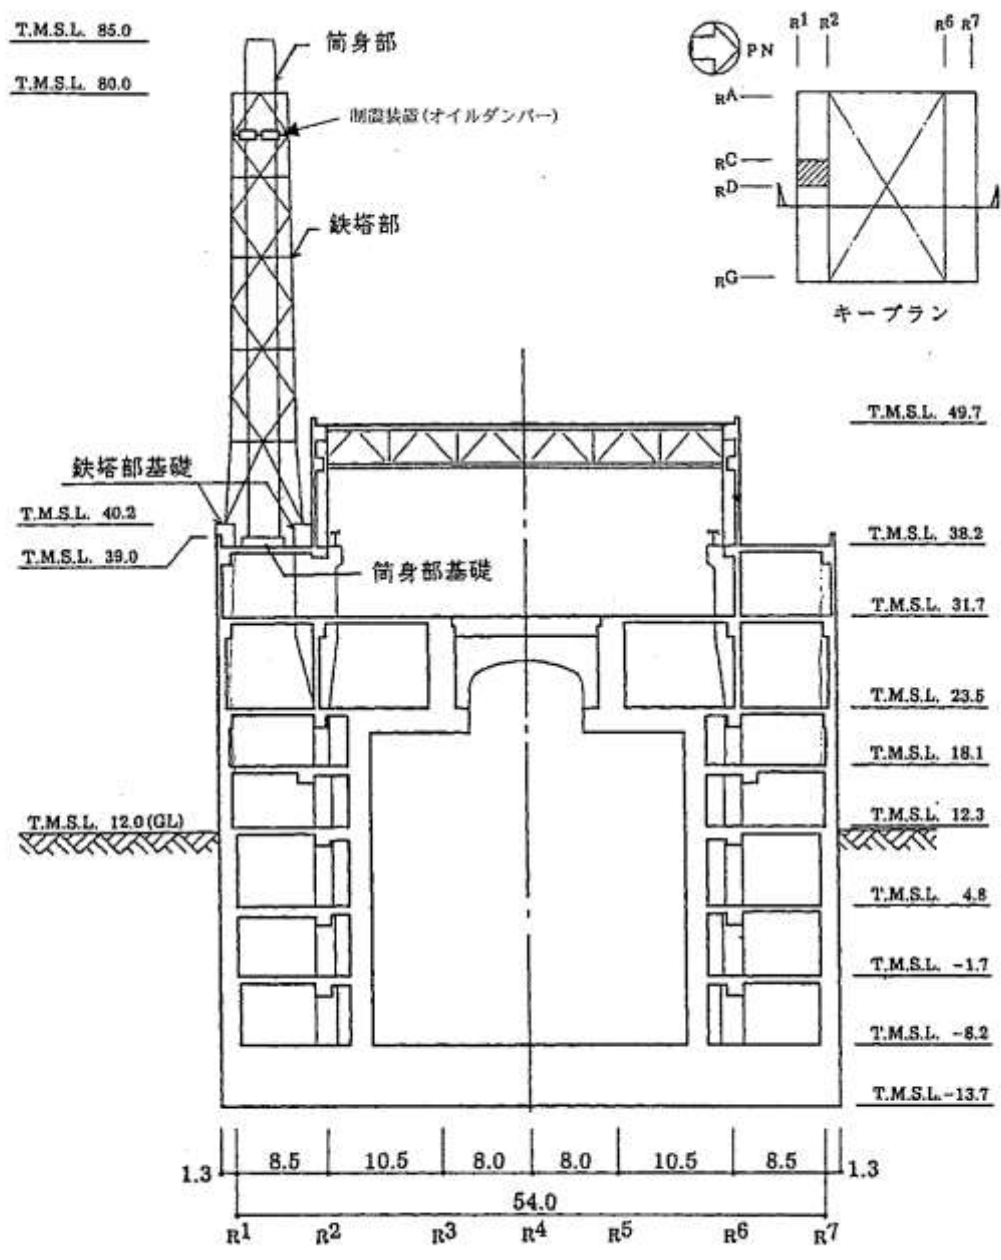 T.M.S.L. 85.0
T.M.S.L. 80.0
筒身部
制震装置(オイルダンパー)
鉄塔部
鉄塔部基礎
T.M.S.L. 40.2
T.M.S.L. 39.0
筒身部基礎
T.M.S.L. 12.0(GL)
PN
R1 R2 R6 R7
RA
RC
RD
RG
キープラン
T.M.S.L. 49.7
T.M.S.L. 38.2
T.M.S.L. 31.7
T.M.S.L. 23.5
T.M.S.L. 18.1
T.M.S.L. 12.3
T.M.S.L. 4.8
T.M.S.L. -1.7
T.M.S.L. -8.2
T.M.S.L.-13.7
1.3 8.5 10.5 8.0 8.0 10.5 8.5 1.3
54.0
R1 R2 R3 R4 R5 R6 R7